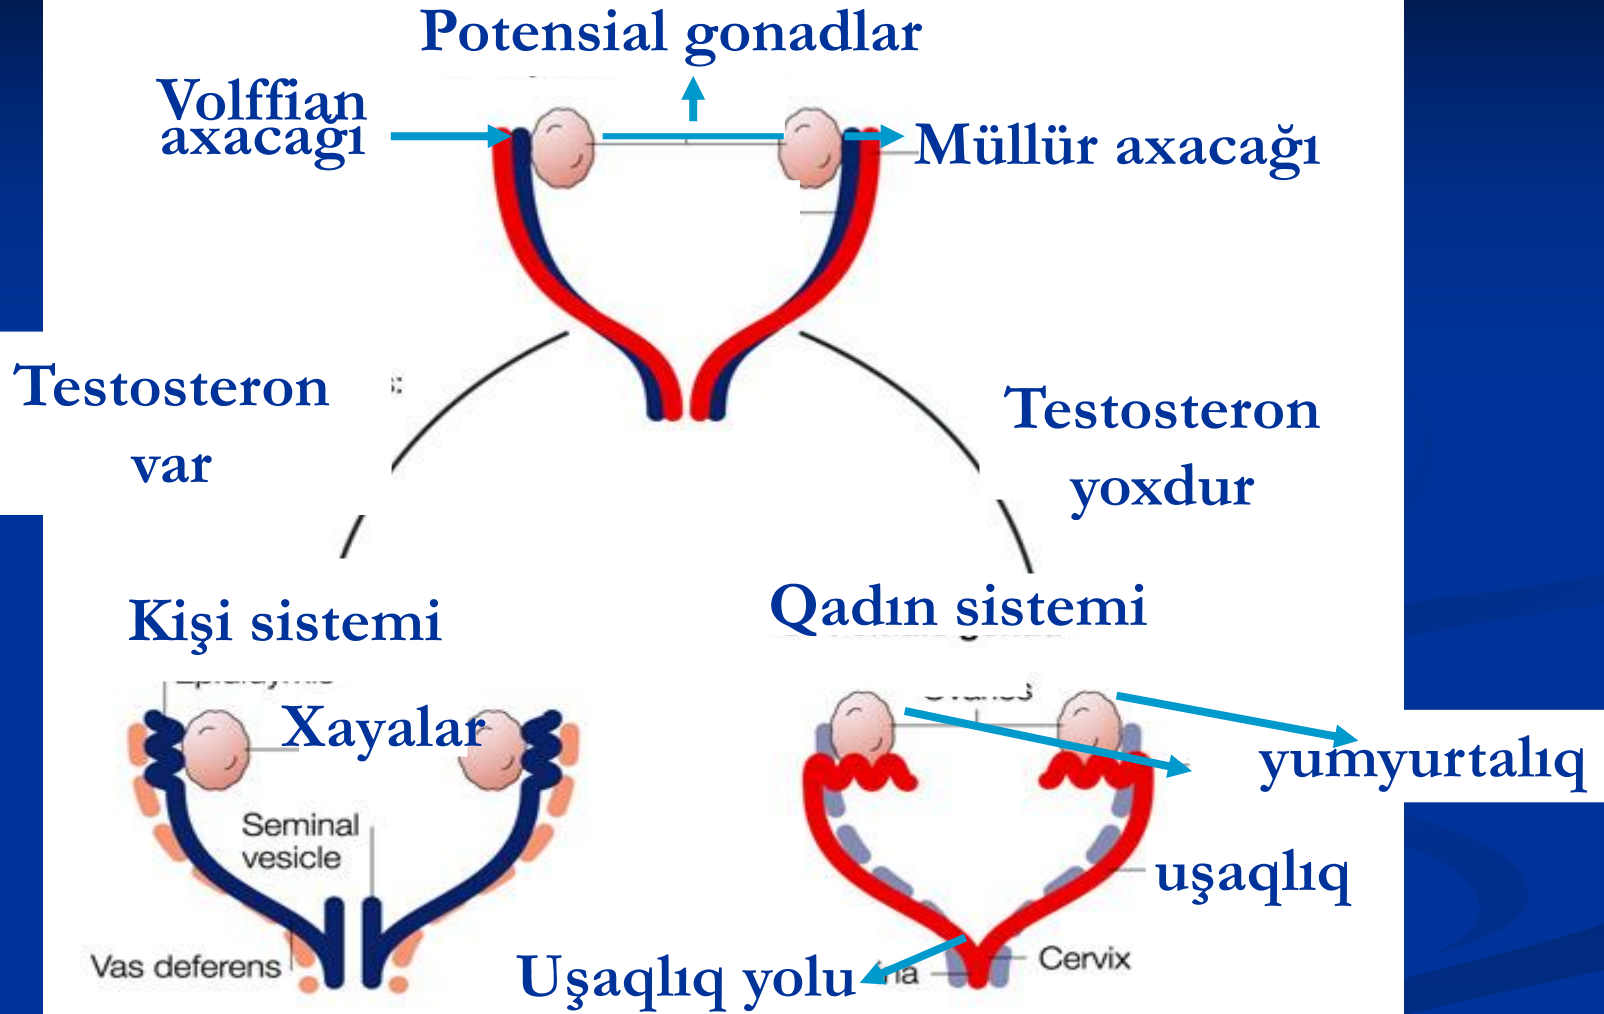 Potensial gonadlar
Volffian
axacağı
Müllür axacağı
Testosteron
var
Testosteron
yoxdur
Kişi sistemi
Qadın sistemi
Xayalar
yumyurtalıq
Seminal
vesicle
uşaqlıq
Vas deferens
Uşaqlıq yolu
Cervix